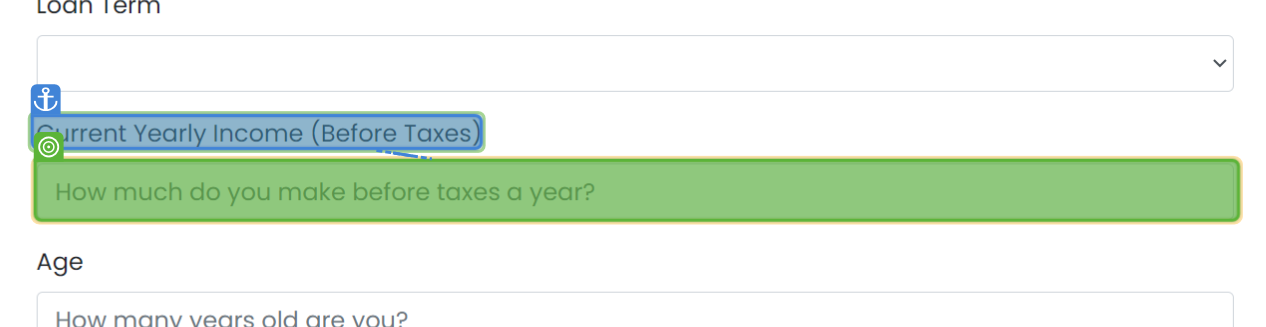 Loan Term
Current Yearly Income (Before Taxes)
How much do you make before taxes a year?
Age
How many years old are you?